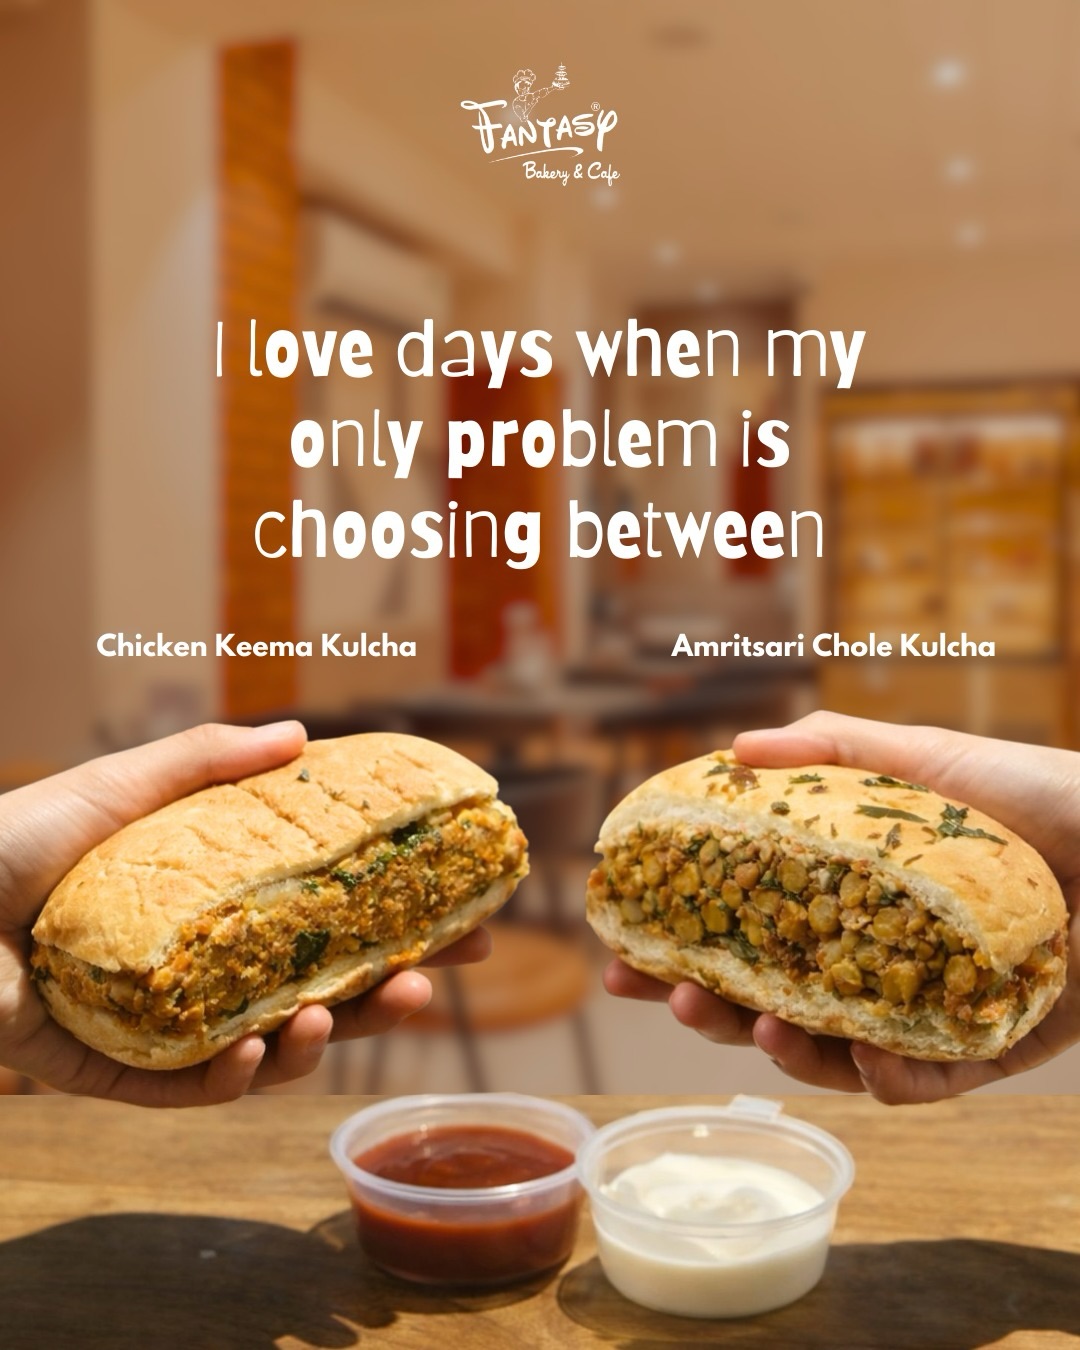 FANTASY®
Bakery & Cafe
I love days when my
only problem is
choosing between
Chicken Keema Kulcha
Amritsari Chole Kulcha